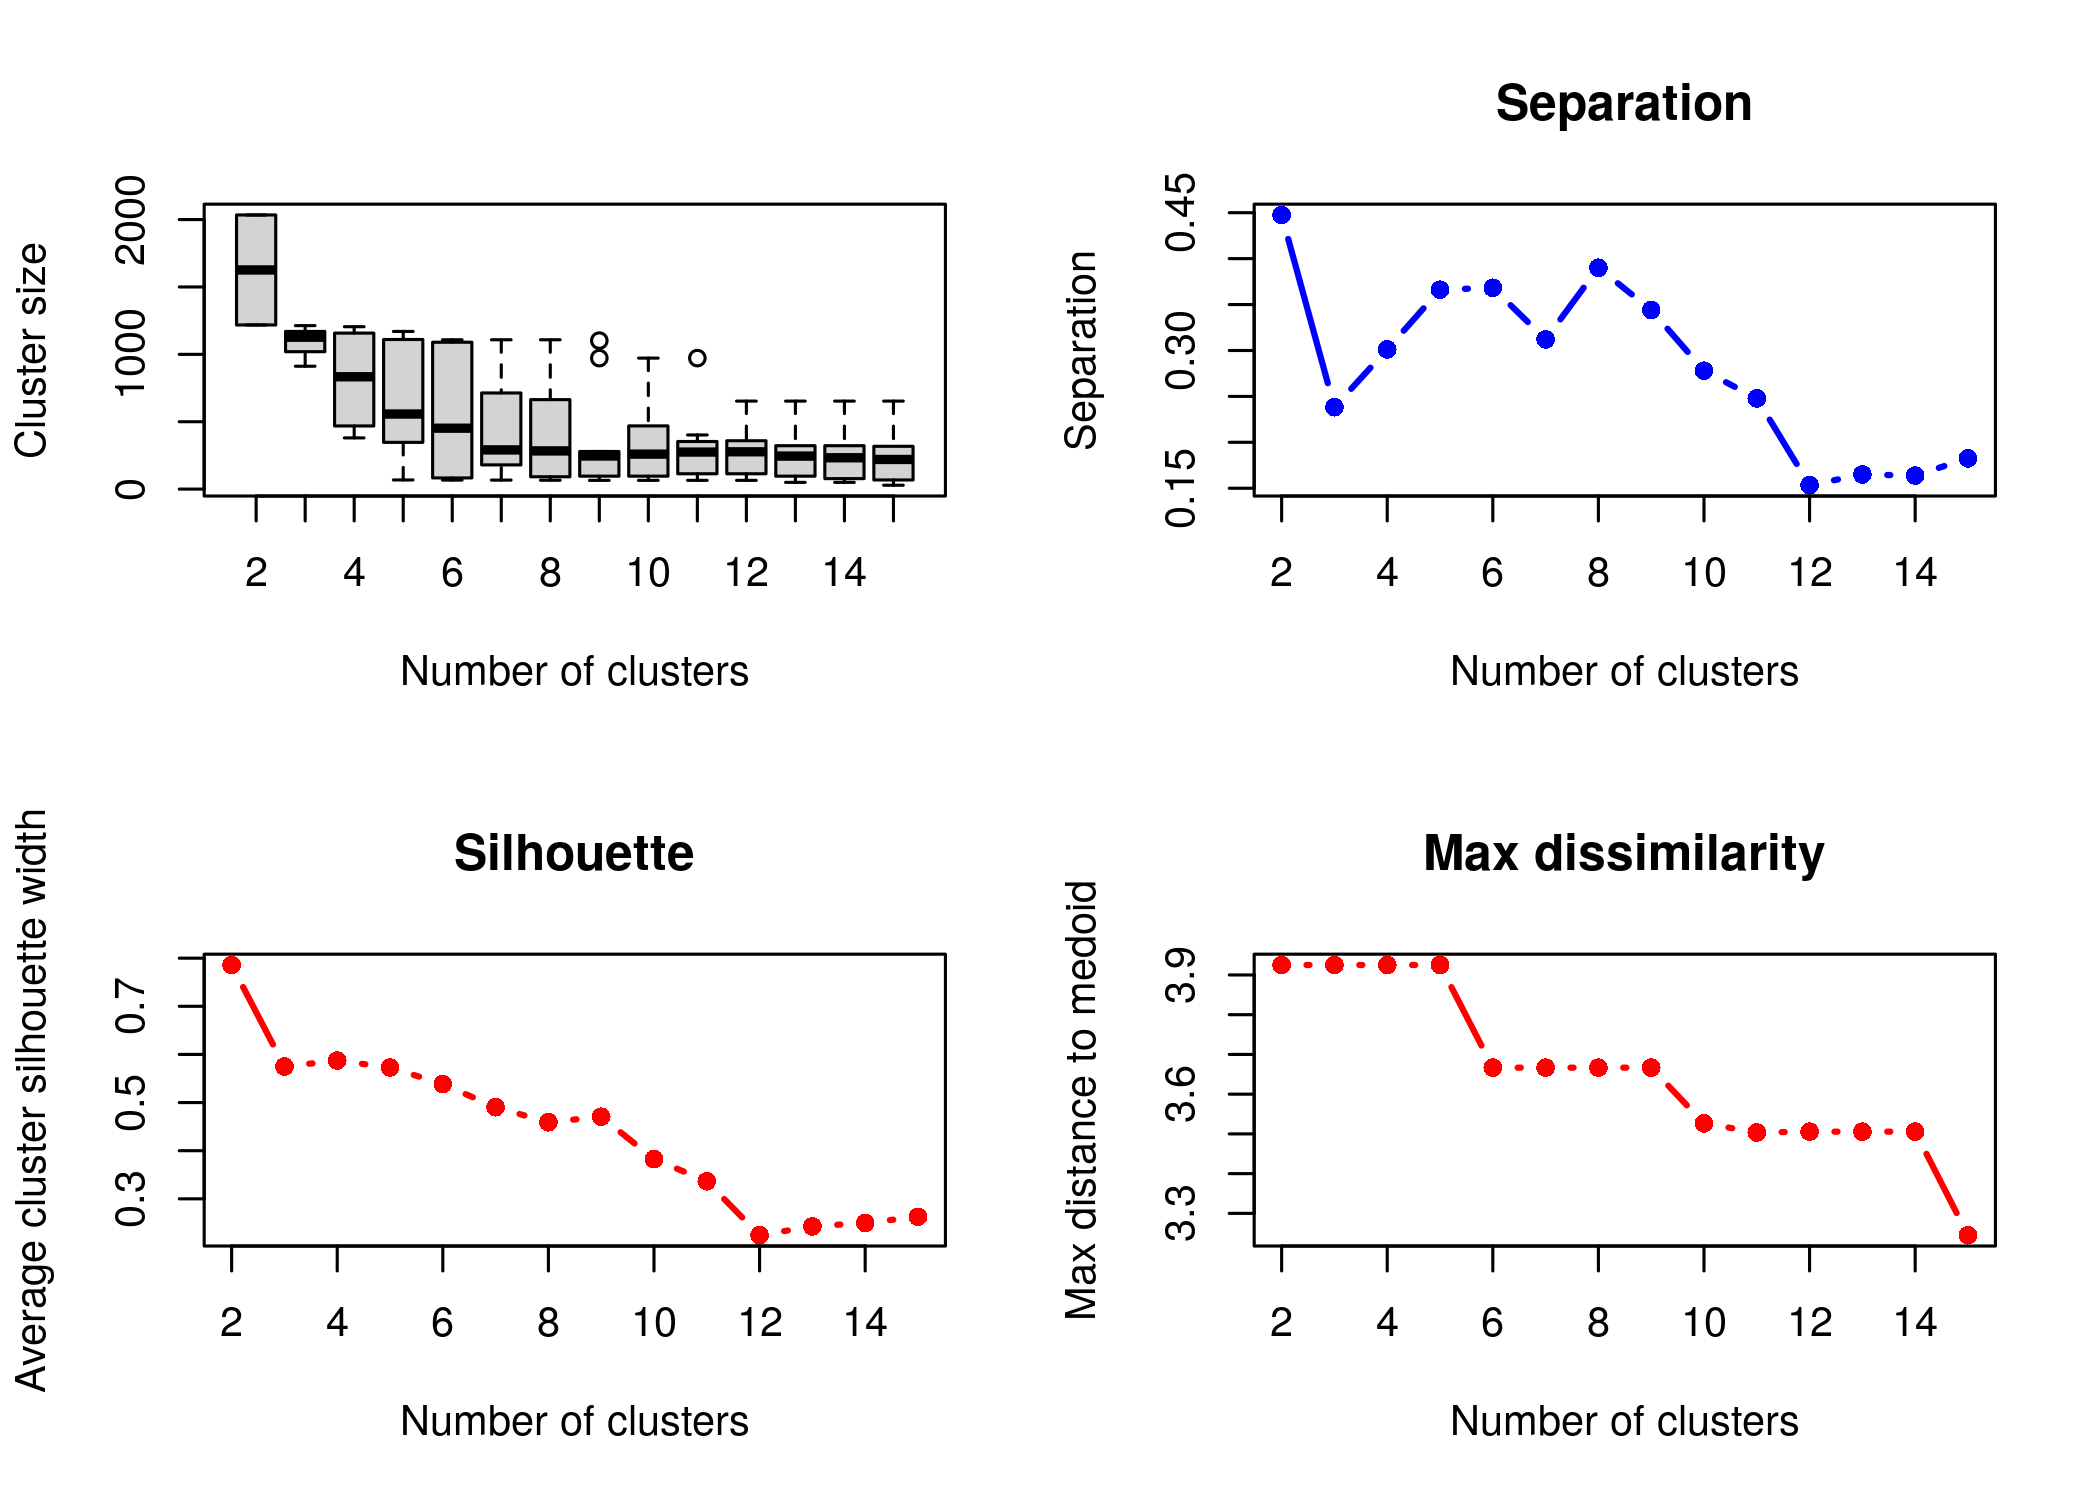 Cluster size
0 1000 2000
2 4 6 8 10 12 14
Number of clusters
Separation
Separation
0.15 0.30 0.45
2 4 6 8 10 12 14
Number of clusters
Silhouette
Average cluster silhouette width
0.3 0.5 0.7
2 4 6 8 10 12 14
Number of clusters
Max dissimilarity
Max distance to medoid
3.3 3.6 3.9
2 4 6 8 10 12 14
Number of clusters